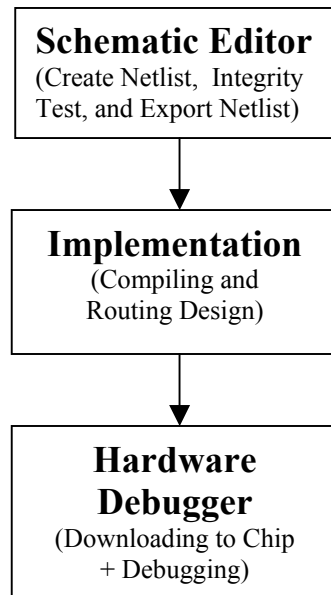 Schematic Editor
(Create Netlist, Integrity
Test, and Export Netlist)
Implementation
(Compiling and
Routing Design)
Hardware
Debugger
(Downloading to Chip
+ Debugging)